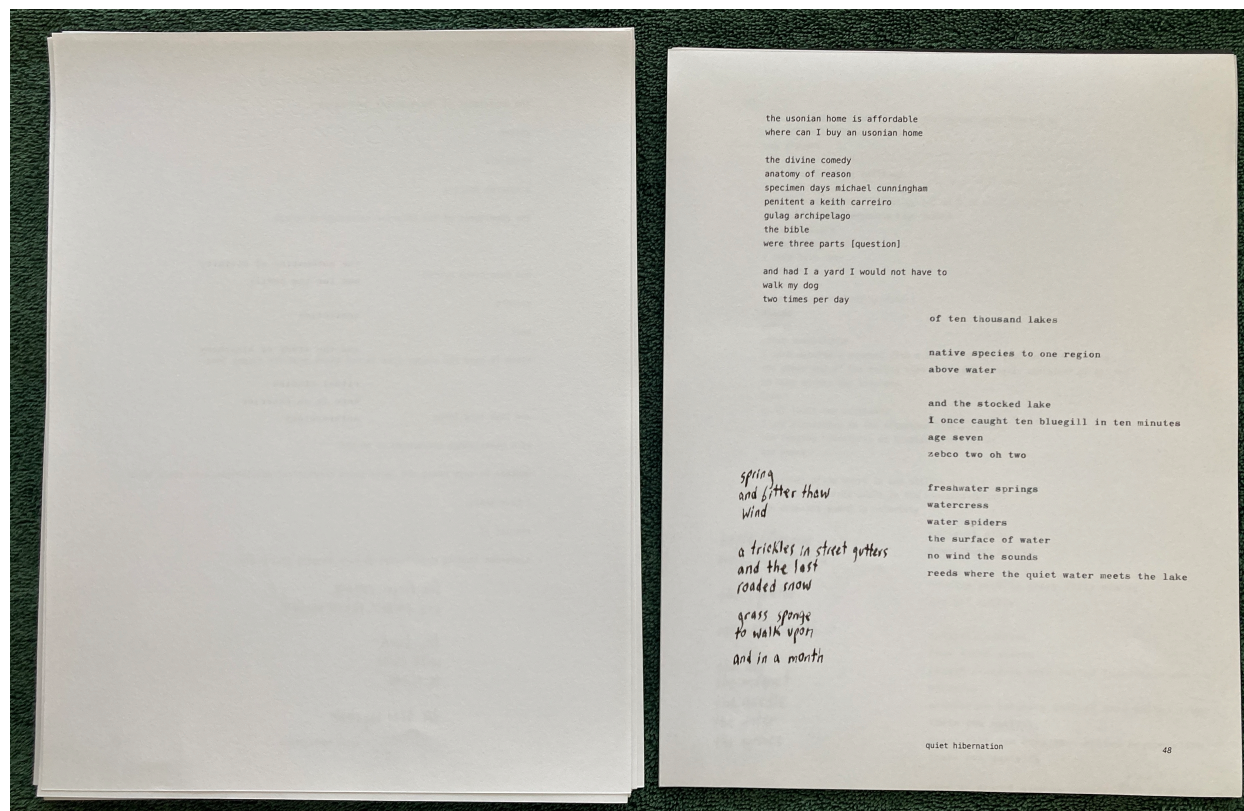 the usonian home is affordable
where can I buy an usonian home
the divine comedy
anatomy of reason
specimen days michael cunningham
penitent a keith carreiro
gulag archipelago
the bible
were three parts [question]
and had I a yard I would not have to
walk my dog
two times per day
of ten thousand lakes
native species to one region
above water
and the stocked lake
I once caught ten bluegill in ten minutes
age seven
zebco two oh two
freshwater springs
watercress
water spiders
the surface of water
no wind the sounds
reeds where the quiet water meets the lake
spring
and bitter thaw
wind
a trickles in street gutters
and the last
roaded snow
grass sponge
to walk upon
and in a month
quiet hibernation
48